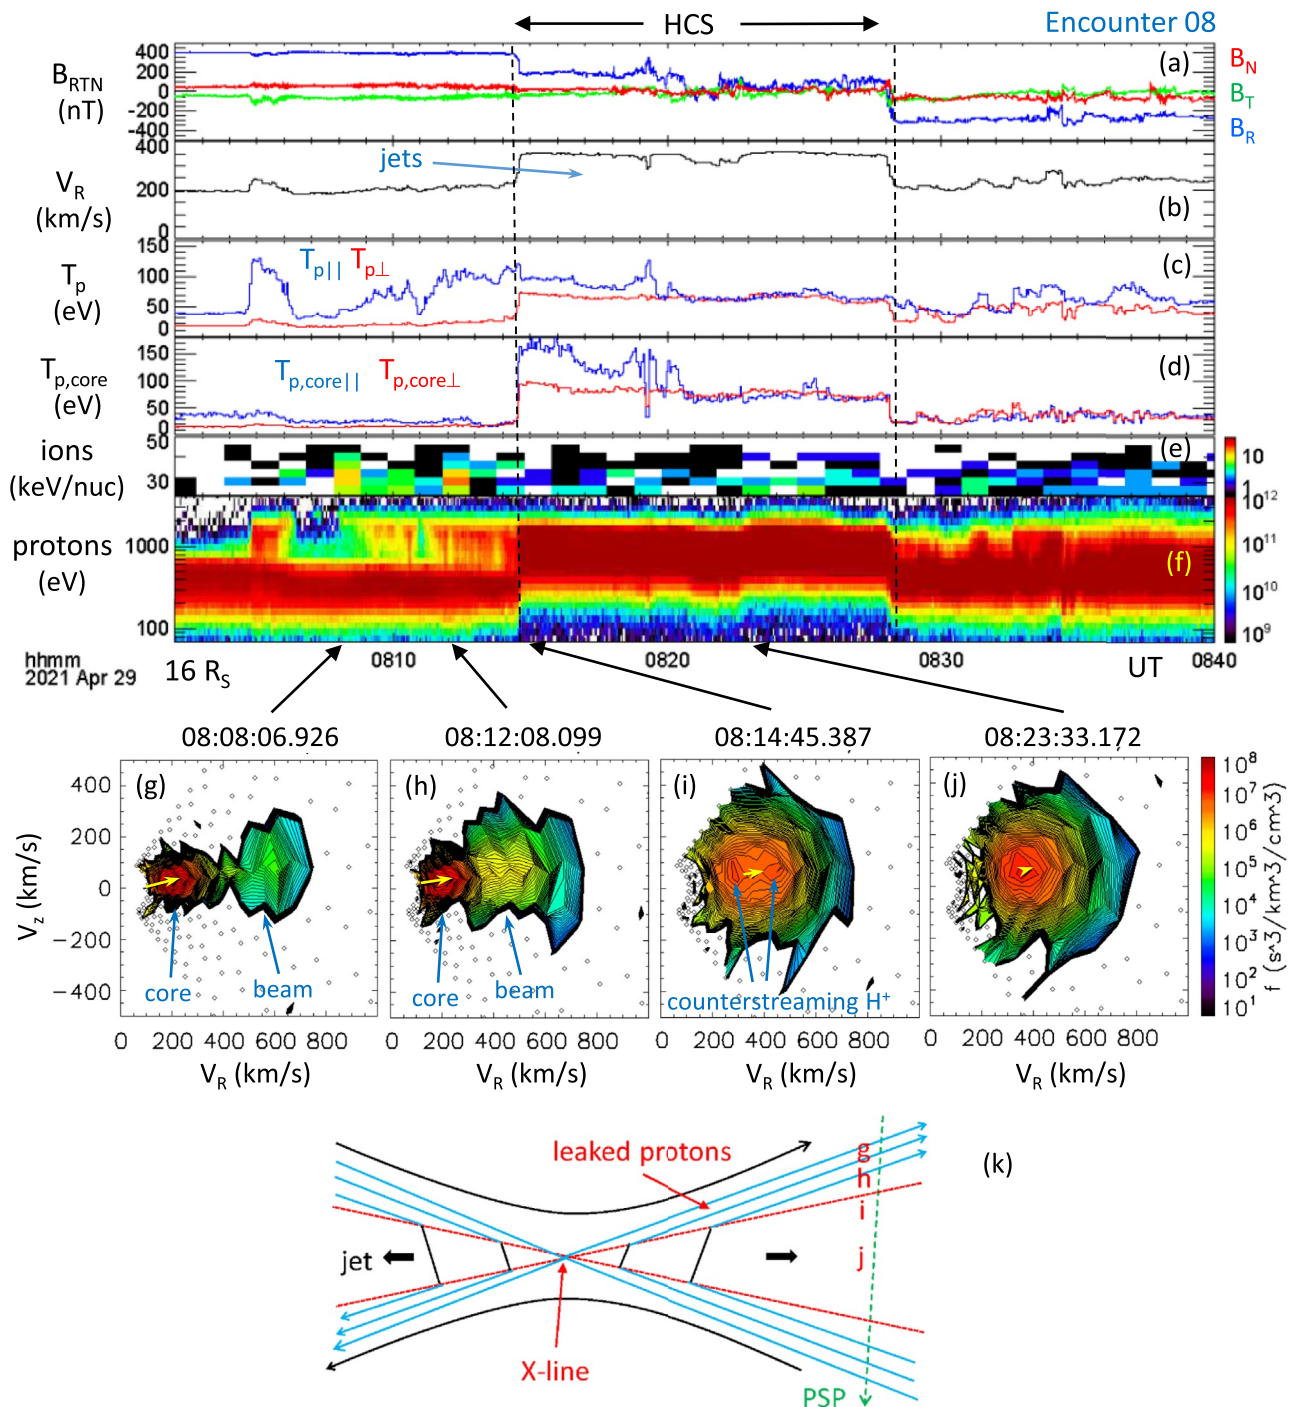 HCS
Encounter 08
B_RTN (nT)
400
200
0
-200
-400
(a)
B_N
B_T
B_R
V_R (km/s)
400
200
0
jets
(b)
T_p (eV)
150
100
50
0
T_p|| T_p⊥
(c)
T_p,core (eV)
150
100
50
0
T_p,core|| T_p,core⊥
(d)
ions (keV/nuc)
50
30
(e)
10
1
protons (eV)
1000
100
(f)
10^12
10^11
10^10
10^9
hhmm
2021 Apr 29
16 R_S
0810
0820
0830
UT
0840
08:08:06.926
08:12:08.099
08:14:45.387
08:23:33.172
V_z (km/s)
400
200
0
−200
−400
(g)
(h)
(i)
(j)
core
beam
core
beam
counterstreaming H+
0 200 400 600 800
0 200 400 600 800
0 200 400 600 800
0 200 400 600 800
V_R (km/s)
V_R (km/s)
V_R (km/s)
V_R (km/s)
10^8
10^7
10^6
10^5
10^4
10^3
10^2
10^1
f (s^3/km^3/cm^3)
leaked protons
g
h
i
j
(k)
jet
X-line
PSP